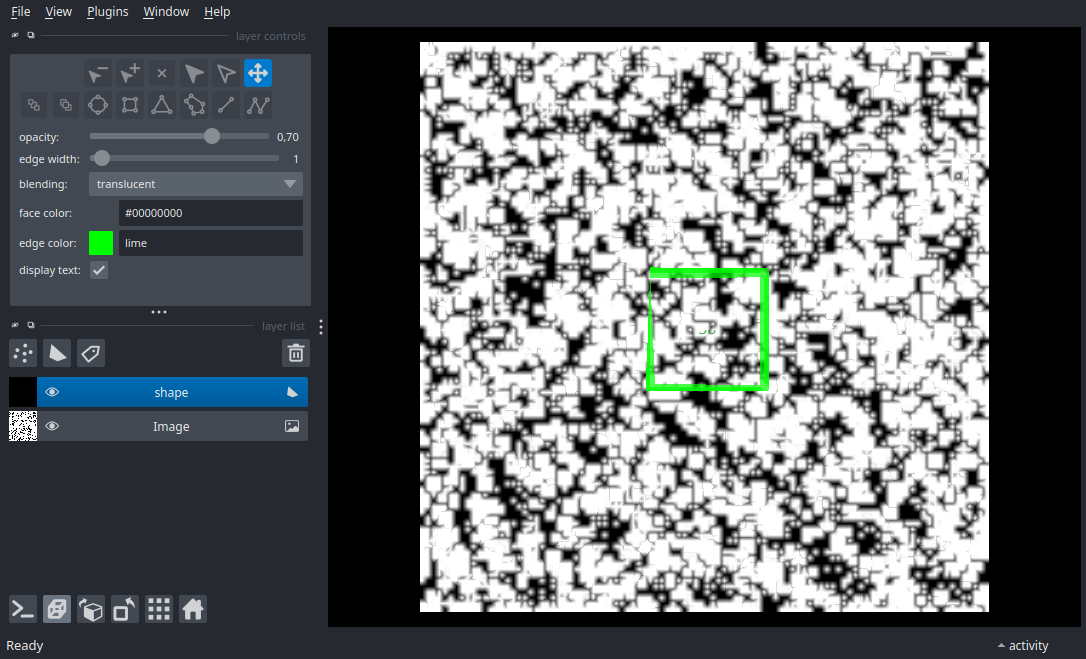 File View Plugins Window Help
layer controls
opacity: 0,70
edge width: 1
blending: translucent
face color: #00000000
edge color: lime
display text:
layer list
shape
Image
Ready
activity